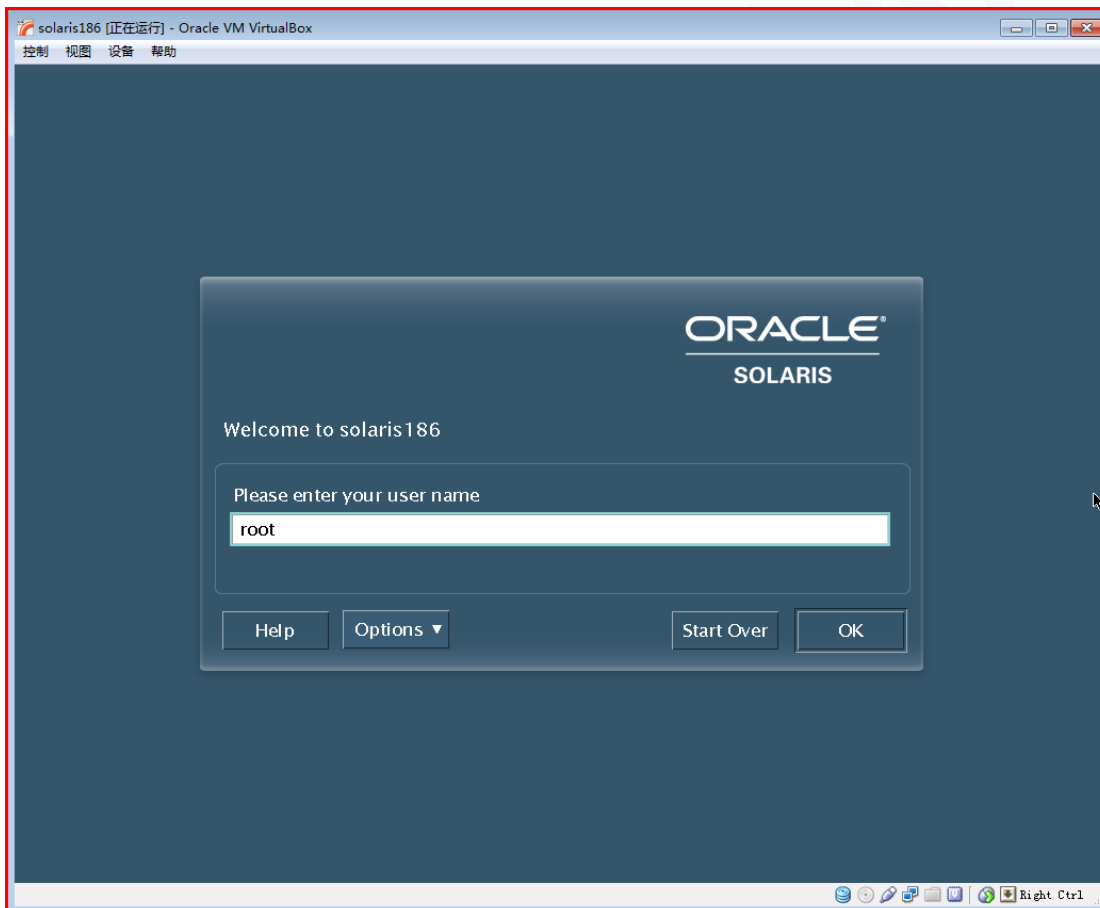 solaris186 [正在运行] - Oracle VM VirtualBox
控制 视图 设备 帮助
ORACLE®
SOLARIS
Welcome to solaris186
Please enter your user name
root
Help Options ▼ Start Over OK
Right Ctrl